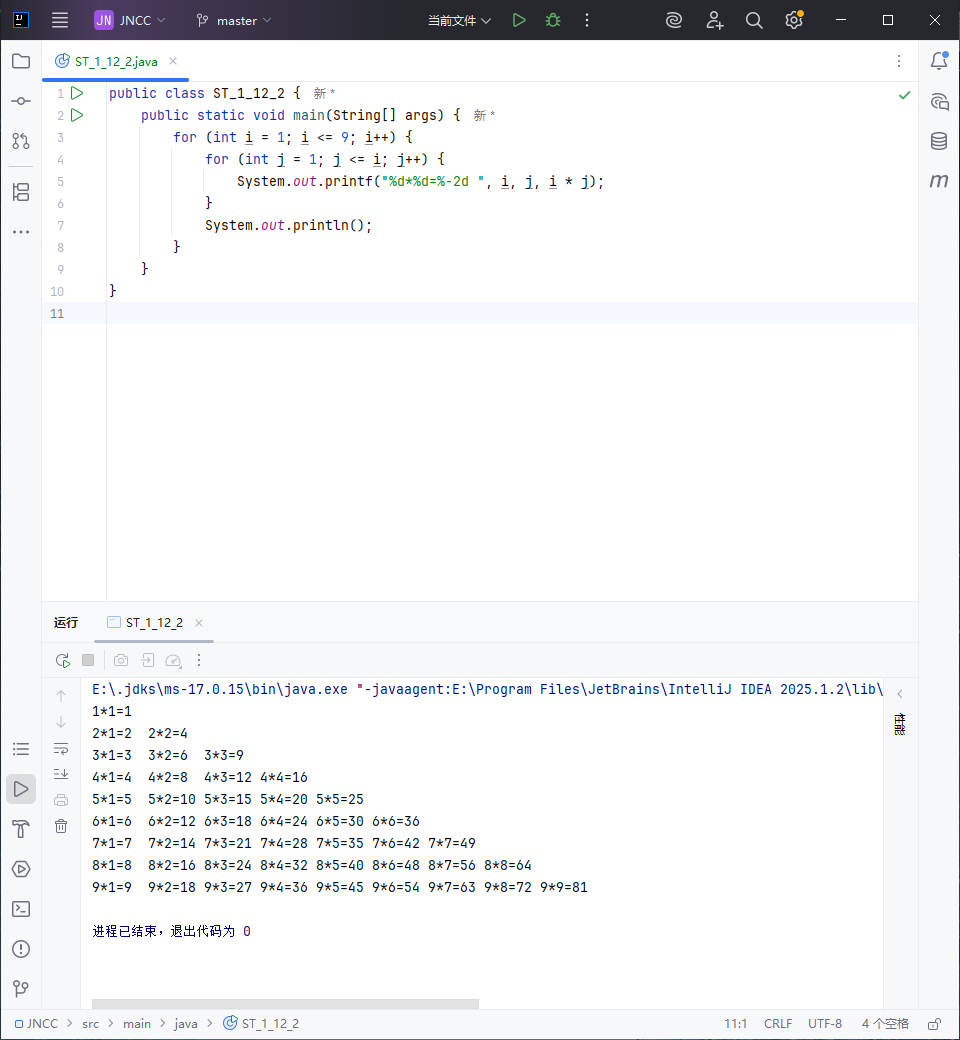 JN JNCC master 当前文件
ST_1_12_2.java
1 public class ST_1_12_2 { 新 *
2 public static void main(String[] args) { 新 *
3 for (int i = 1; i <= 9; i++) {
4 for (int j = 1; j <= i; j++) {
5 System.out.printf("%d*%d=%-2d ", i, j, i * j);
6 }
7 System.out.println();
8 }
9 }
10 }
11
运行 ST_1_12_2
E:\.jdks\ms-17.0.15\bin\java.exe "-javaagent:E:\Program Files\JetBrains\IntelliJ IDEA 2025.1.2\lib\
1*1=1
2*1=2 2*2=4
3*1=3 3*2=6 3*3=9
4*1=4 4*2=8 4*3=12 4*4=16
5*1=5 5*2=10 5*3=15 5*4=20 5*5=25
6*1=6 6*2=12 6*3=18 6*4=24 6*5=30 6*6=36
7*1=7 7*2=14 7*3=21 7*4=28 7*5=35 7*6=42 7*7=49
8*1=8 8*2=16 8*3=24 8*4=32 8*5=40 8*6=48 8*7=56 8*8=64
9*1=9 9*2=18 9*3=27 9*4=36 9*5=45 9*6=54 9*7=63 9*8=72 9*9=81
进程已结束，退出代码为 0
性能
JNCC > src > main > java > ST_1_12_2 11:1 CRLF UTF-8 4 个空格